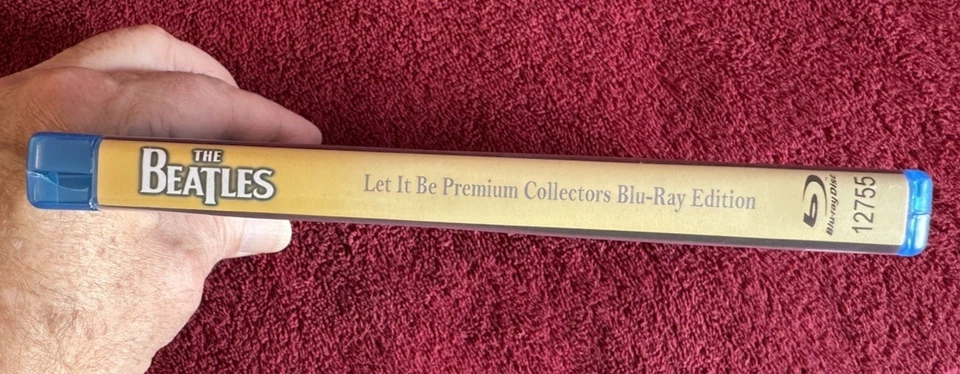 THE
BEATLES
Let It Be Premium Collectors Blu-Ray Edition
Blu-ray Disc
12755